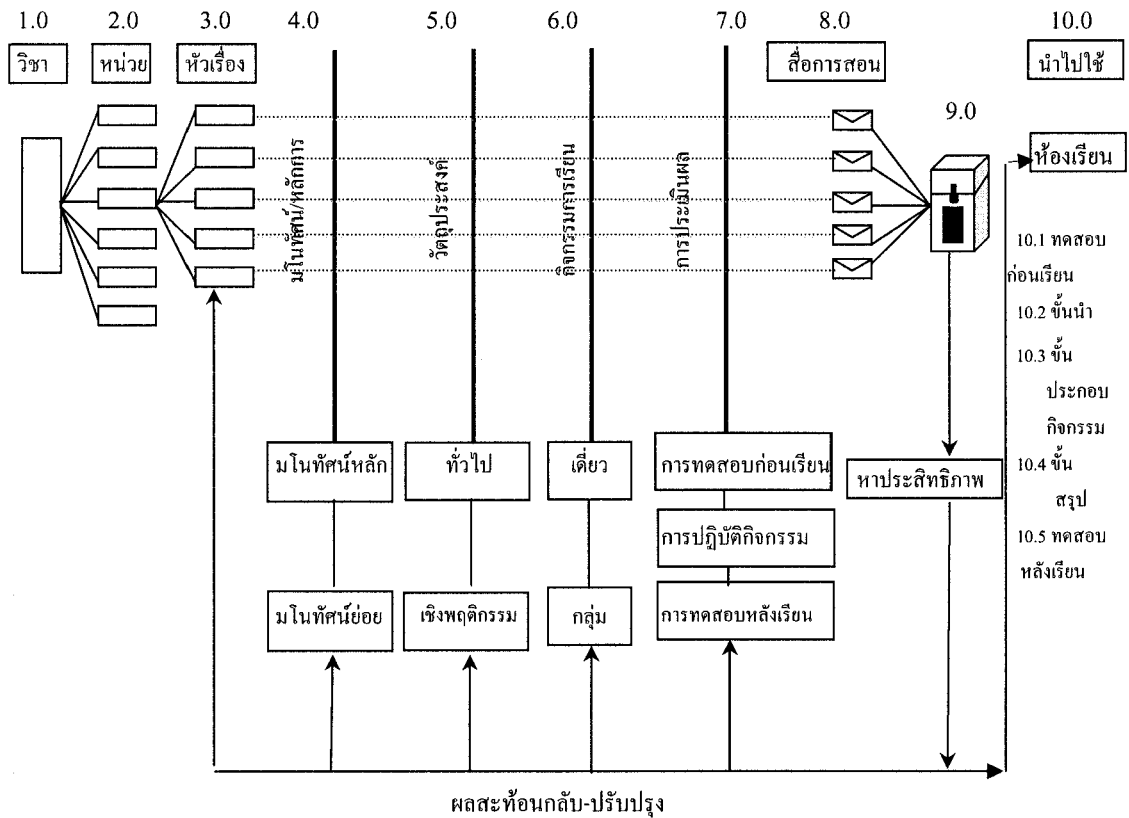 1.0 2.0 3.0 4.0 5.0 6.0 7.0 8.0 10.0
วิชา หน่วย หัวเรื่อง สื่อการสอน นำไปใช้
9.0
ห้องเรียน
มโนทัศน์/หลักการ
วัตถุประสงค์
กิจกรรมการเรียน
การประเมินผล
10.1 ทดสอบ
ก่อนเรียน
10.2 ขั้นนำ
10.3 ขั้น
ประกอบ
กิจกรรม
10.4 ขั้น
สรุป
10.5 ทดสอบ
หลังเรียน
มโนทัศน์หลัก ทั่วไป เดี่ยว การทดสอบก่อนเรียน
หาประสิทธิภาพ
การปฏิบัติกิจกรรม
มโนทัศน์ย่อย เชิงพฤติกรรม กลุ่ม การทดสอบหลังเรียน
ผลสะท้อนกลับ-ปรับปรุง